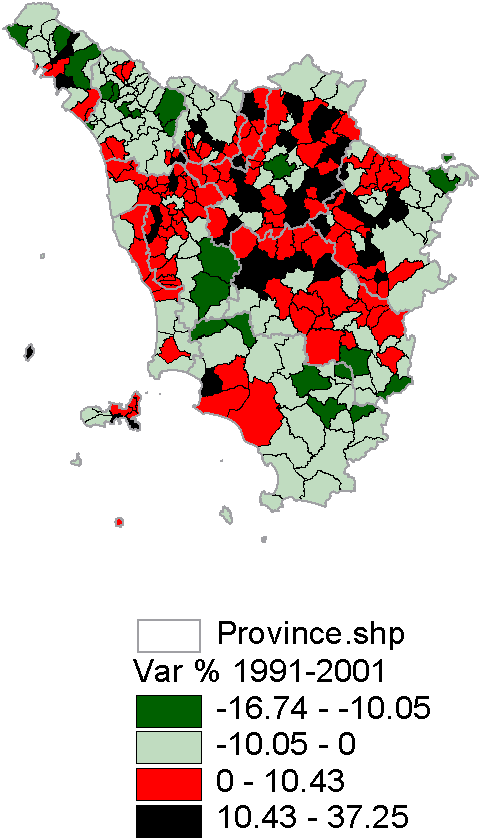 Province.shp
Var % 1991-2001
-16.74 - -10.05
-10.05 - 0
0 - 10.43
10.43 - 37.25